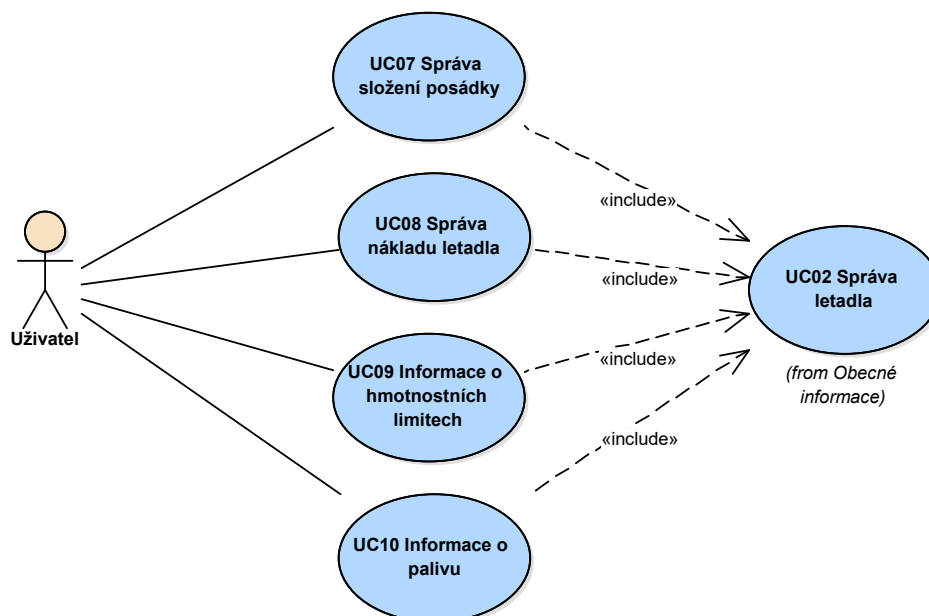 UC07 Správa
složení posádky
«include»
UC08 Správa
nákladu letadla
«include»
UC02 Správa
letadla
(from Obecné
informace)
Uživatel
UC09 Informace o
hmotnostních
limitech
«include»
«include»
UC10 Informace o
palivu